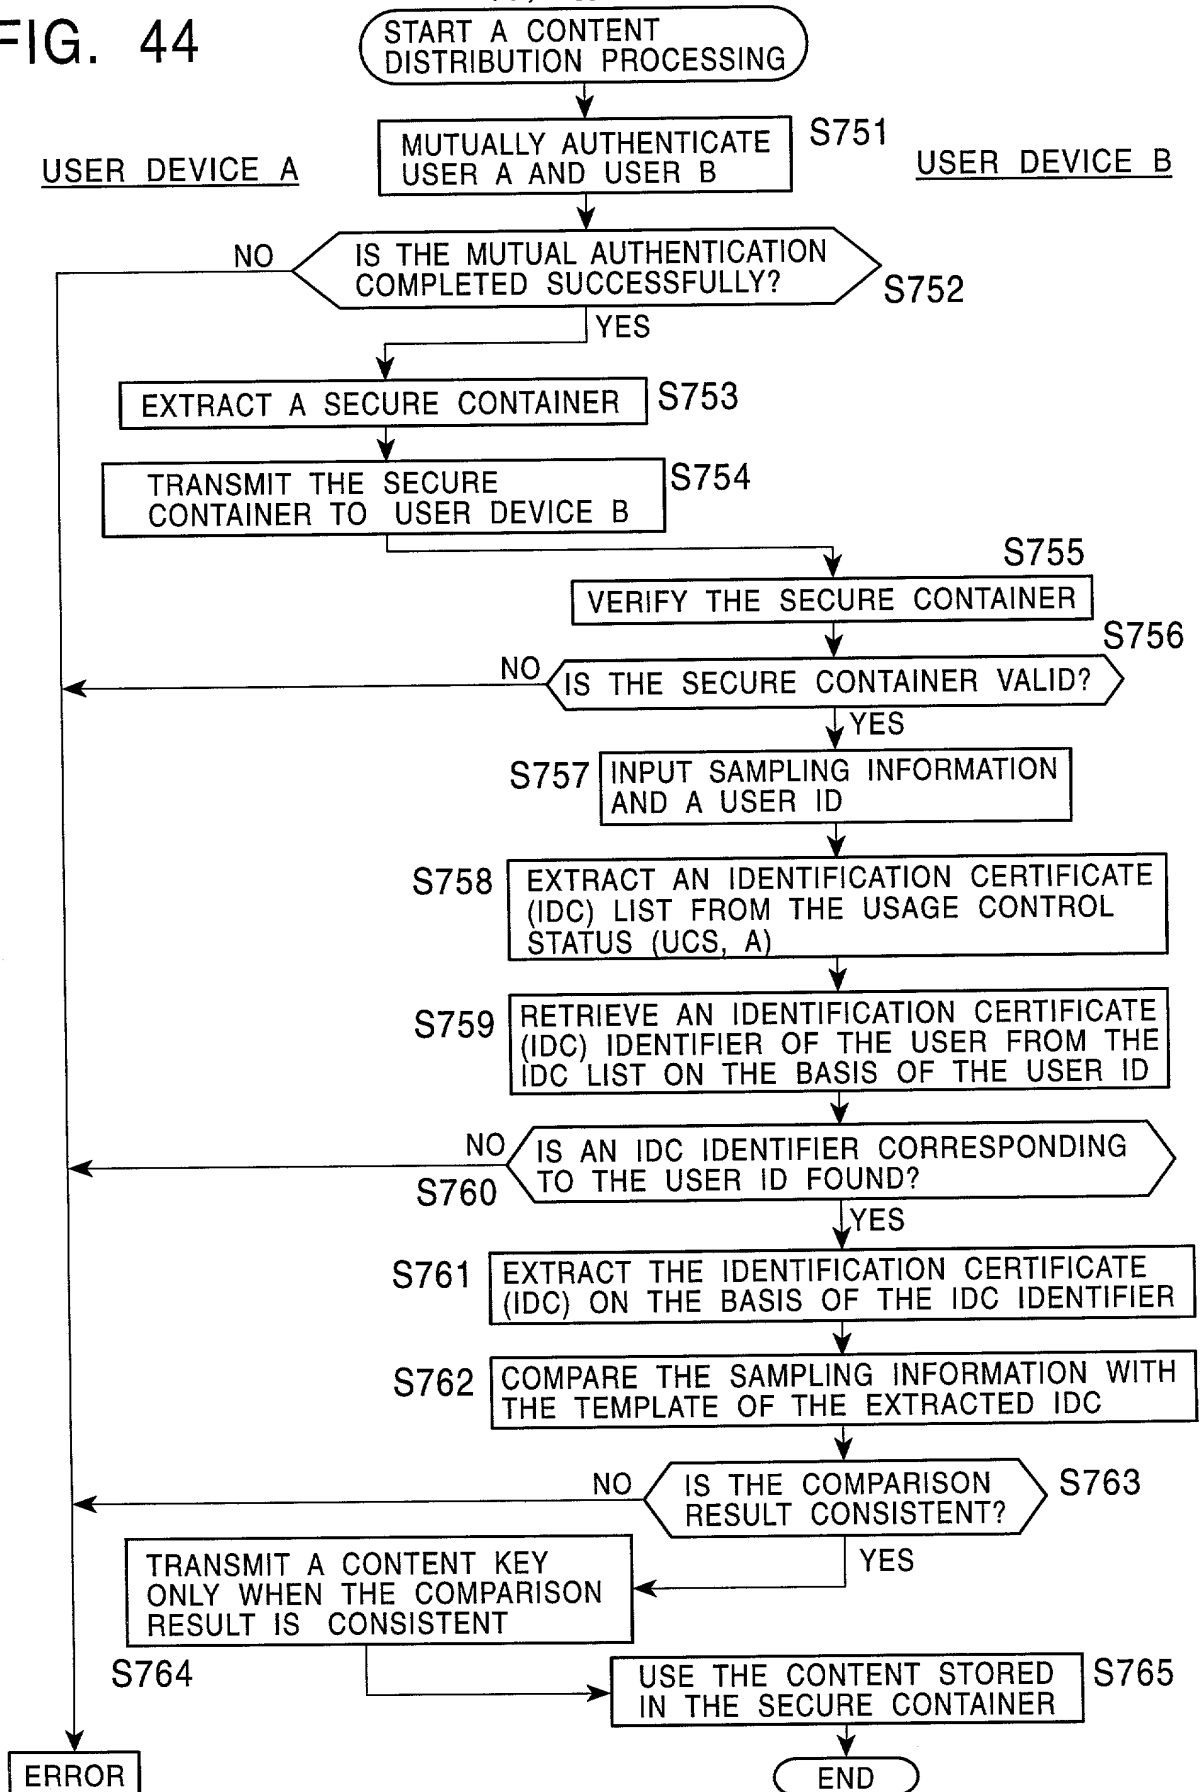 FIG. 44
START A CONTENT
DISTRIBUTION PROCESSING
MUTUALLY AUTHENTICATE
USER A AND USER B
S751
USER DEVICE A
USER DEVICE B
NO
IS THE MUTUAL AUTHENTICATION
COMPLETED SUCCESSFULLY?
S752
YES
EXTRACT A SECURE CONTAINER
S753
TRANSMIT THE SECURE
CONTAINER TO USER DEVICE B
S754
S755
VERIFY THE SECURE CONTAINER
S756
NO
IS THE SECURE CONTAINER VALID?
YES
S757
INPUT SAMPLING INFORMATION
AND A USER ID
S758
EXTRACT AN IDENTIFICATION CERTIFICATE
(IDC) LIST FROM THE USAGE CONTROL
STATUS (UCS, A)
S759
RETRIEVE AN IDENTIFICATION CERTIFICATE
(IDC) IDENTIFIER OF THE USER FROM THE
IDC LIST ON THE BASIS OF THE USER ID
NO
IS AN IDC IDENTIFIER CORRESPONDING
TO THE USER ID FOUND?
S760
YES
S761
EXTRACT THE IDENTIFICATION CERTIFICATE
(IDC) ON THE BASIS OF THE IDC IDENTIFIER
S762
COMPARE THE SAMPLING INFORMATION WITH
THE TEMPLATE OF THE EXTRACTED IDC
NO
IS THE COMPARISON
RESULT CONSISTENT?
S763
YES
TRANSMIT A CONTENT KEY
ONLY WHEN THE COMPARISON
RESULT IS CONSISTENT
S764
USE THE CONTENT STORED
IN THE SECURE CONTAINER
S765
ERROR
END